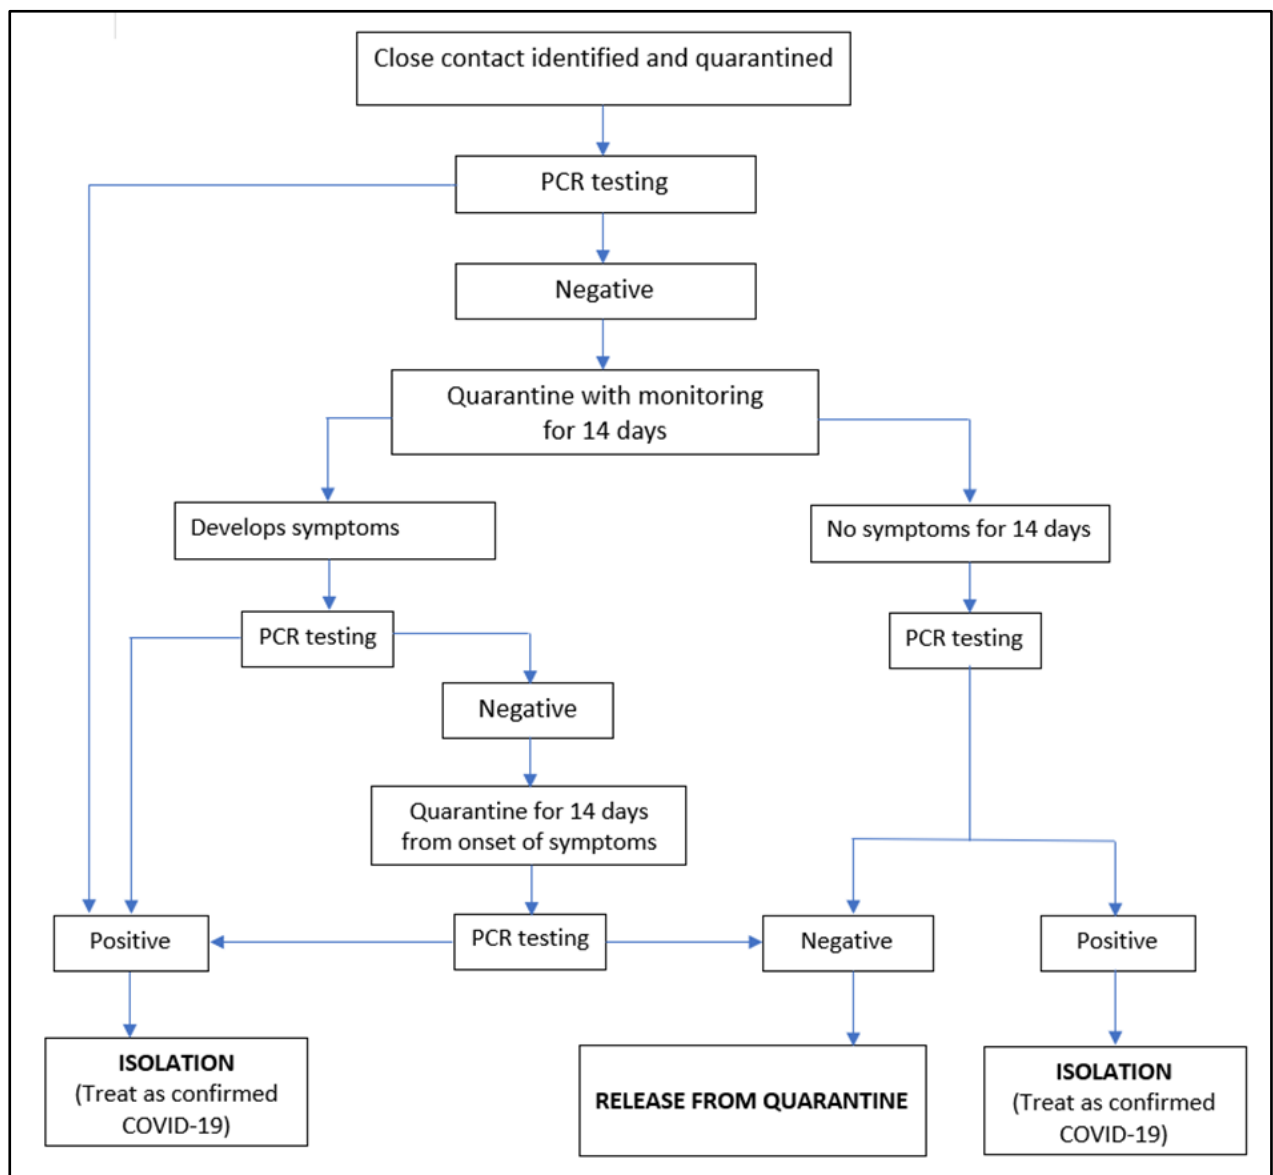 Close contact identified and quarantined
PCR testing
Negative
Quarantine with monitoring
for 14 days
Develops symptoms
No symptoms for 14 days
PCR testing
PCR testing
Negative
Quarantine for 14 days
from onset of symptoms
Positive
PCR testing
Negative
Positive
ISOLATION
(Treat as confirmed
COVID-19)
RELEASE FROM QUARANTINE
ISOLATION
(Treat as confirmed
COVID-19)